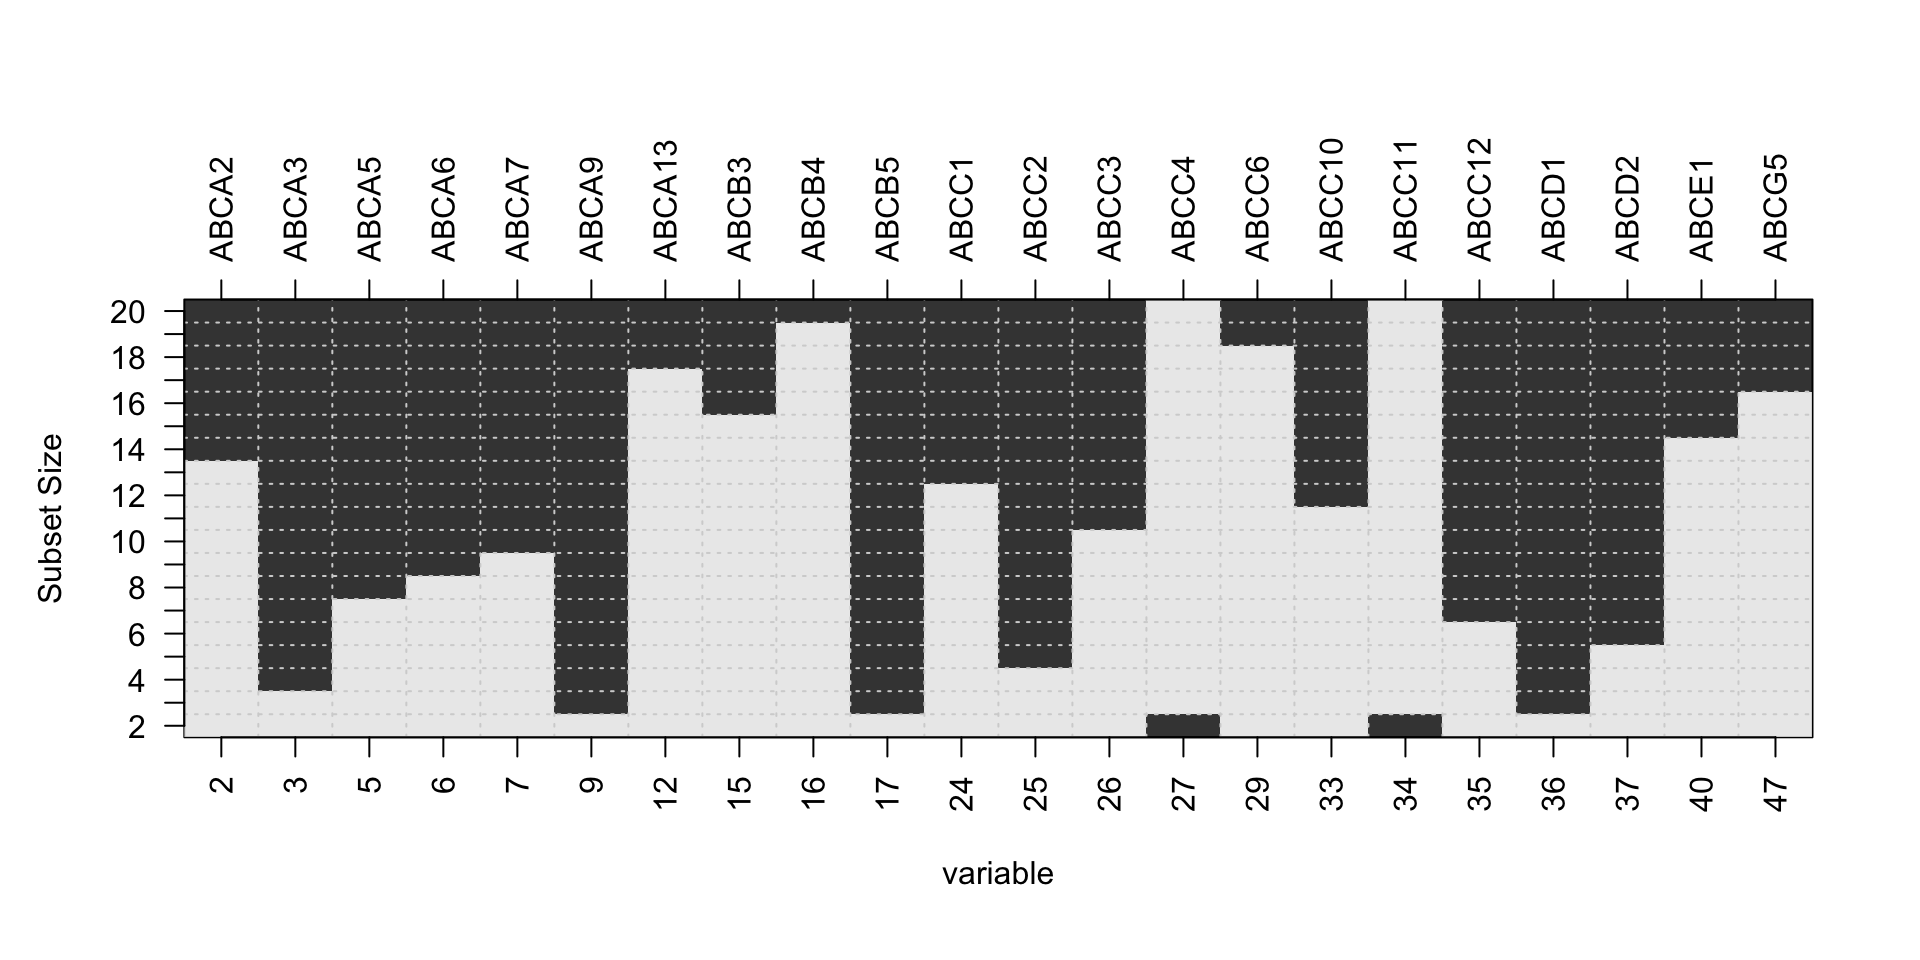 ABCA2 ABCA3 ABCA5 ABCA6 ABCA7 ABCA9 ABCA13 ABCB3 ABCB4 ABCB5 ABCC1 ABCC2 ABCC3 ABCC4 ABCC6 ABCC10 ABCC11 ABCC12 ABCD1 ABCD2 ABCE1 ABCG5
Subset Size
20
18
16
14
12
10
8
6
4
2
2 3 5 6 7 9 12 15 16 17 24 25 26 27 29 33 34 35 36 37 40 47
variable